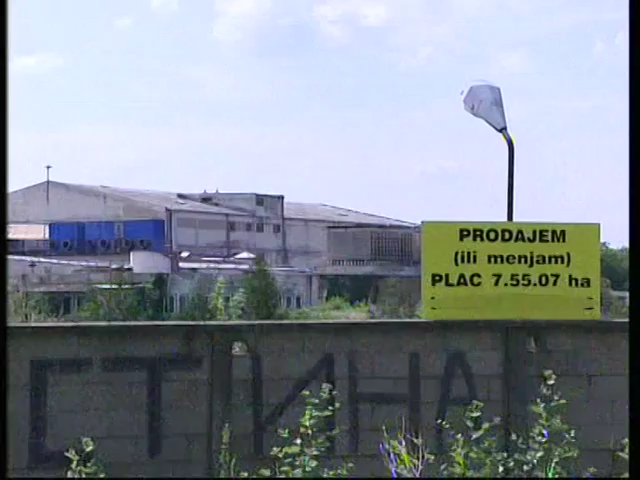 PRODAJEM
(ili menjam)
PLAC 7.55.07 ha
СТИНА